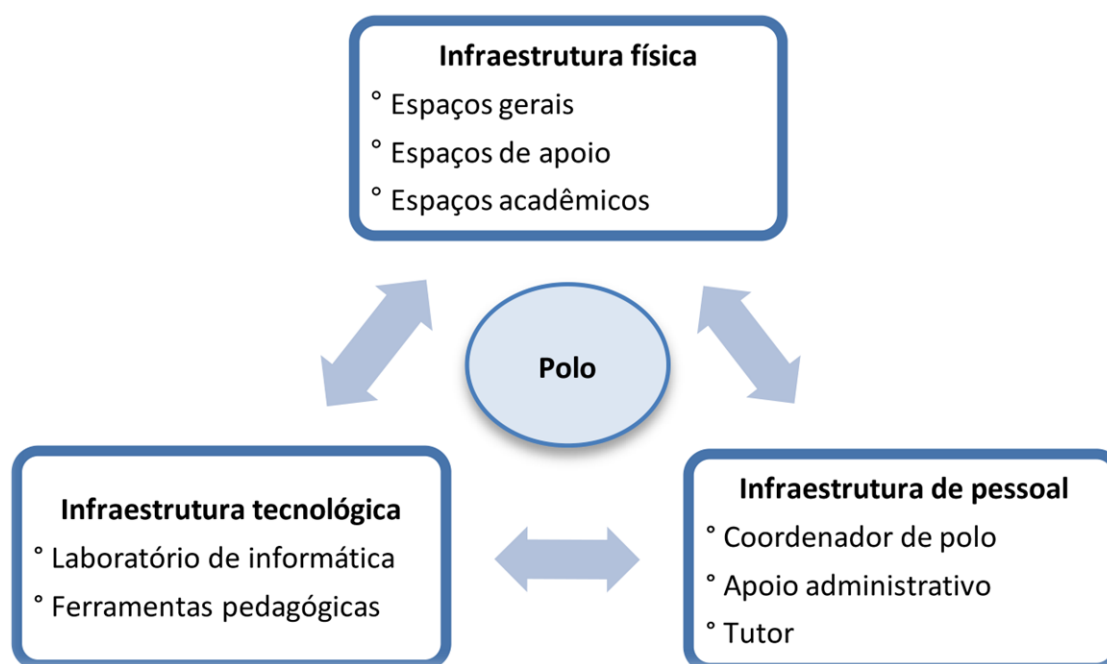 Infraestrutura física
° Espaços gerais
° Espaços de apoio
° Espaços acadêmicos
Polo
Infraestrutura tecnológica
° Laboratório de informática
° Ferramentas pedagógicas
Infraestrutura de pessoal
° Coordenador de polo
° Apoio administrativo
° Tutor